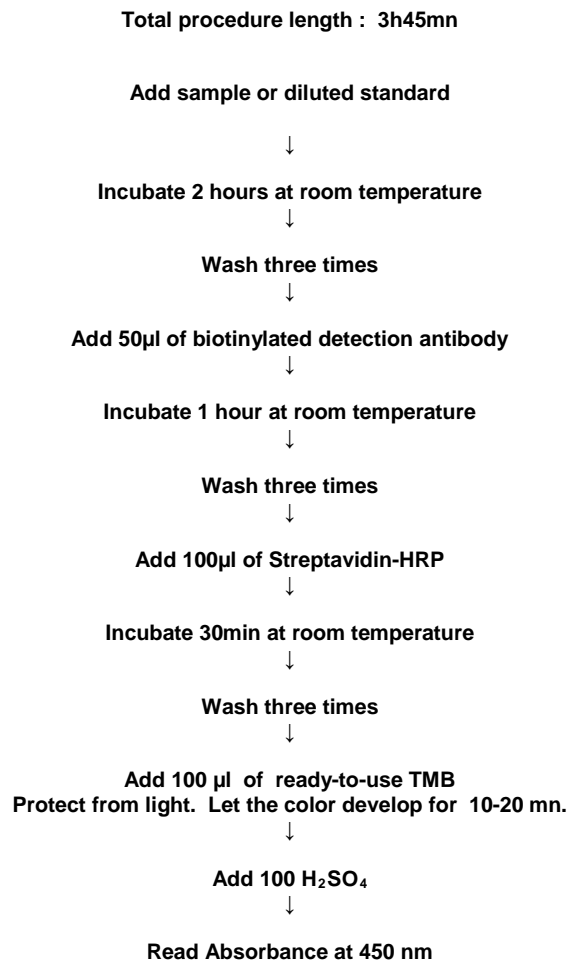 Total procedure length : 3h45mn
Add sample or diluted standard
↓
Incubate 2 hours at room temperature
↓
Wash three times
↓
Add 50µl of biotinylated detection antibody
↓
Incubate 1 hour at room temperature
↓
Wash three times
↓
Add 100µl of Streptavidin-HRP
↓
Incubate 30min at room temperature
↓
Wash three times
↓
Add 100 µl of ready-to-use TMB
Protect from light. Let the color develop for 10-20 mn.
↓
Add 100 H₂SO₄
↓
Read Absorbance at 450 nm